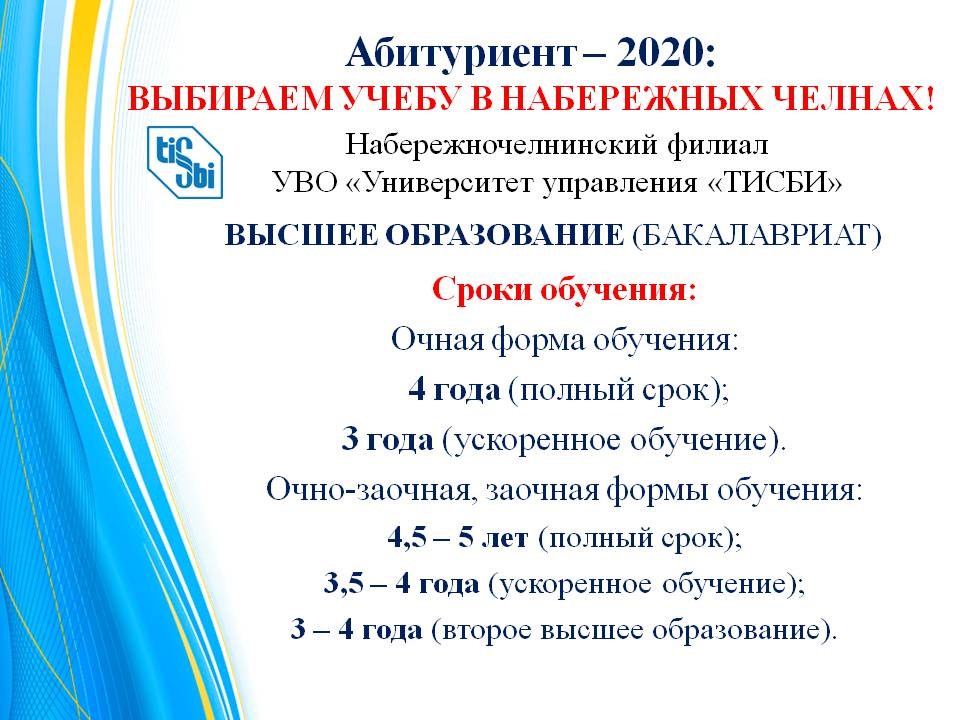 Абитуриент – 2020:
ВЫБИРАЕМ УЧЕБУ В НАБЕРЕЖНЫХ ЧЕЛНАХ!
tisbi
Набережночелнинский филиал
УВО «Университет управления «ТИСБИ»
ВЫСШЕЕ ОБРАЗОВАНИЕ (БАКАЛАВРИАТ)
Сроки обучения:
Очная форма обучения:
4 года (полный срок);
3 года (ускоренное обучение).
Очно-заочная, заочная формы обучения:
4,5 – 5 лет (полный срок);
3,5 – 4 года (ускоренное обучение);
3 – 4 года (второе высшее образование).